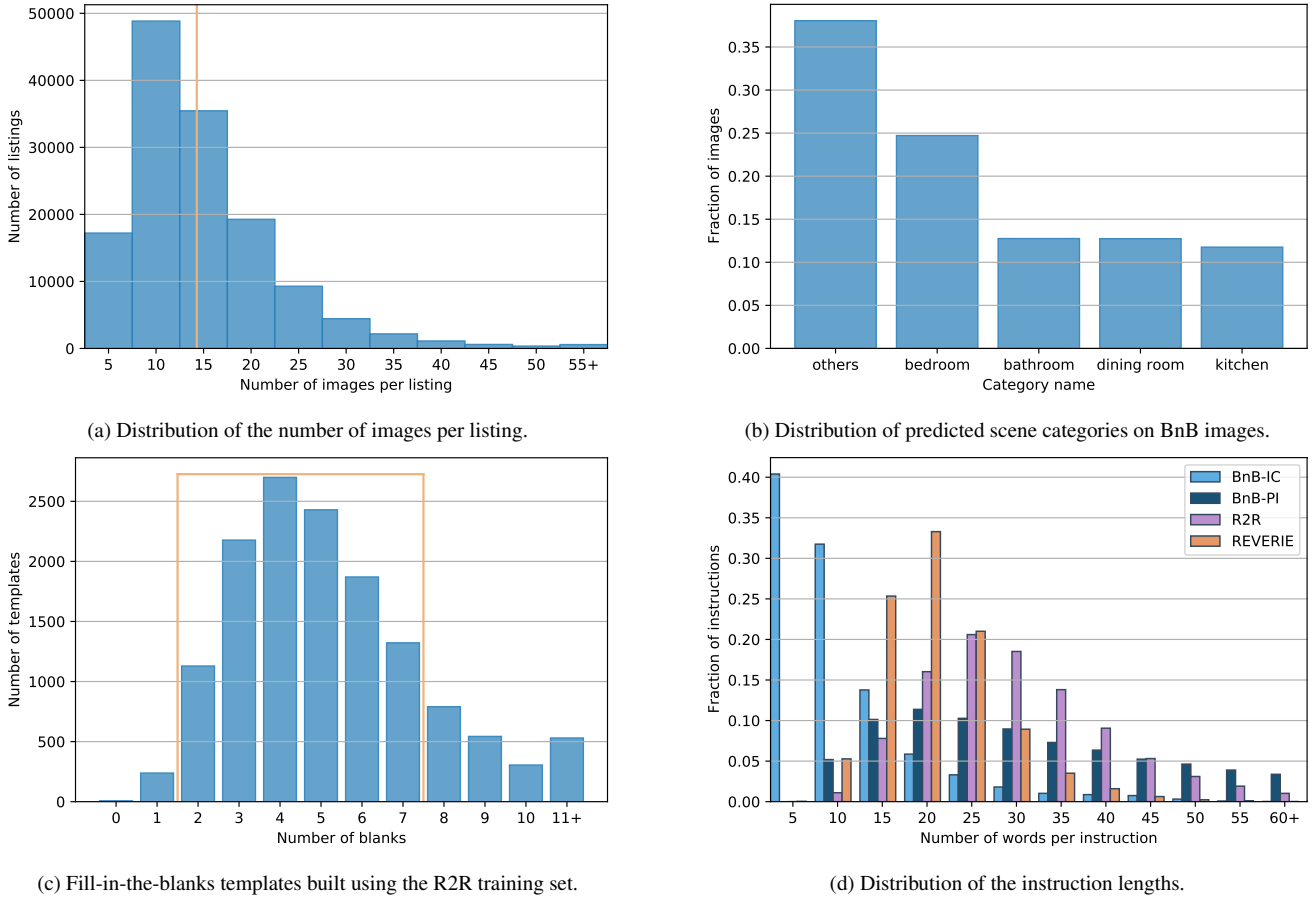 50000
40000
30000
20000
10000
0
Number of listings
5 10 15 20 25 30 35 40 45 50 55+
Number of images per listing
(a) Distribution of the number of images per listing.
0.35
0.30
0.25
0.20
0.15
0.10
0.05
0.00
Fraction of images
others bedroom bathroom dining room kitchen
Category name
(b) Distribution of predicted scene categories on BnB images.
2500
2000
1500
1000
500
0
Number of templates
0 1 2 3 4 5 6 7 8 9 10 11+
Number of blanks
(c) Fill-in-the-blanks templates built using the R2R training set.
0.40
0.35
0.30
0.25
0.20
0.15
0.10
0.05
0.00
Fraction of instructions
BnB-IC
BnB-PI
R2R
REVERIE
5 10 15 20 25 30 35 40 45 50 55 60+
Number of words per instruction
(d) Distribution of the instruction lengths.